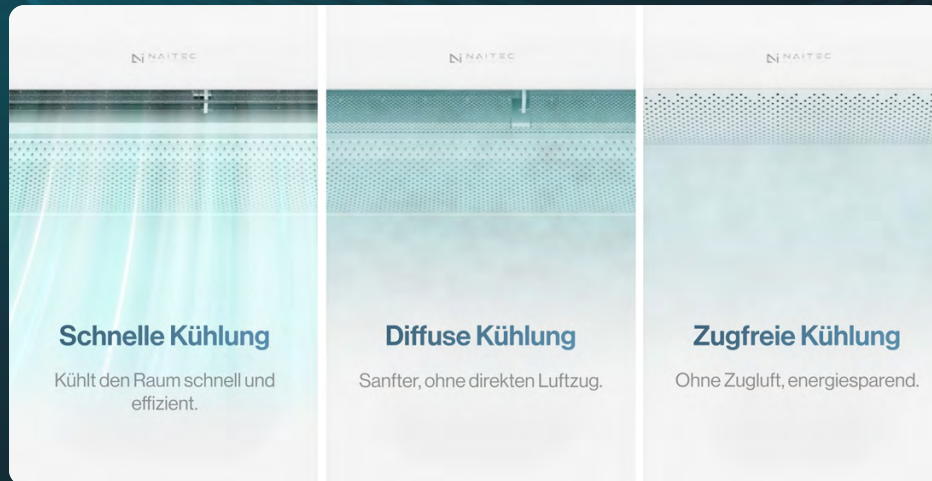 NAITEC
NAITEC
NAITEC
Schnelle Kühlung
Kühlt den Raum schnell und
effizient.
Diffuse Kühlung
Sanfter, ohne direkten Luftzug.
Zugfreie Kühlung
Ohne Zugluft, energiesparend.